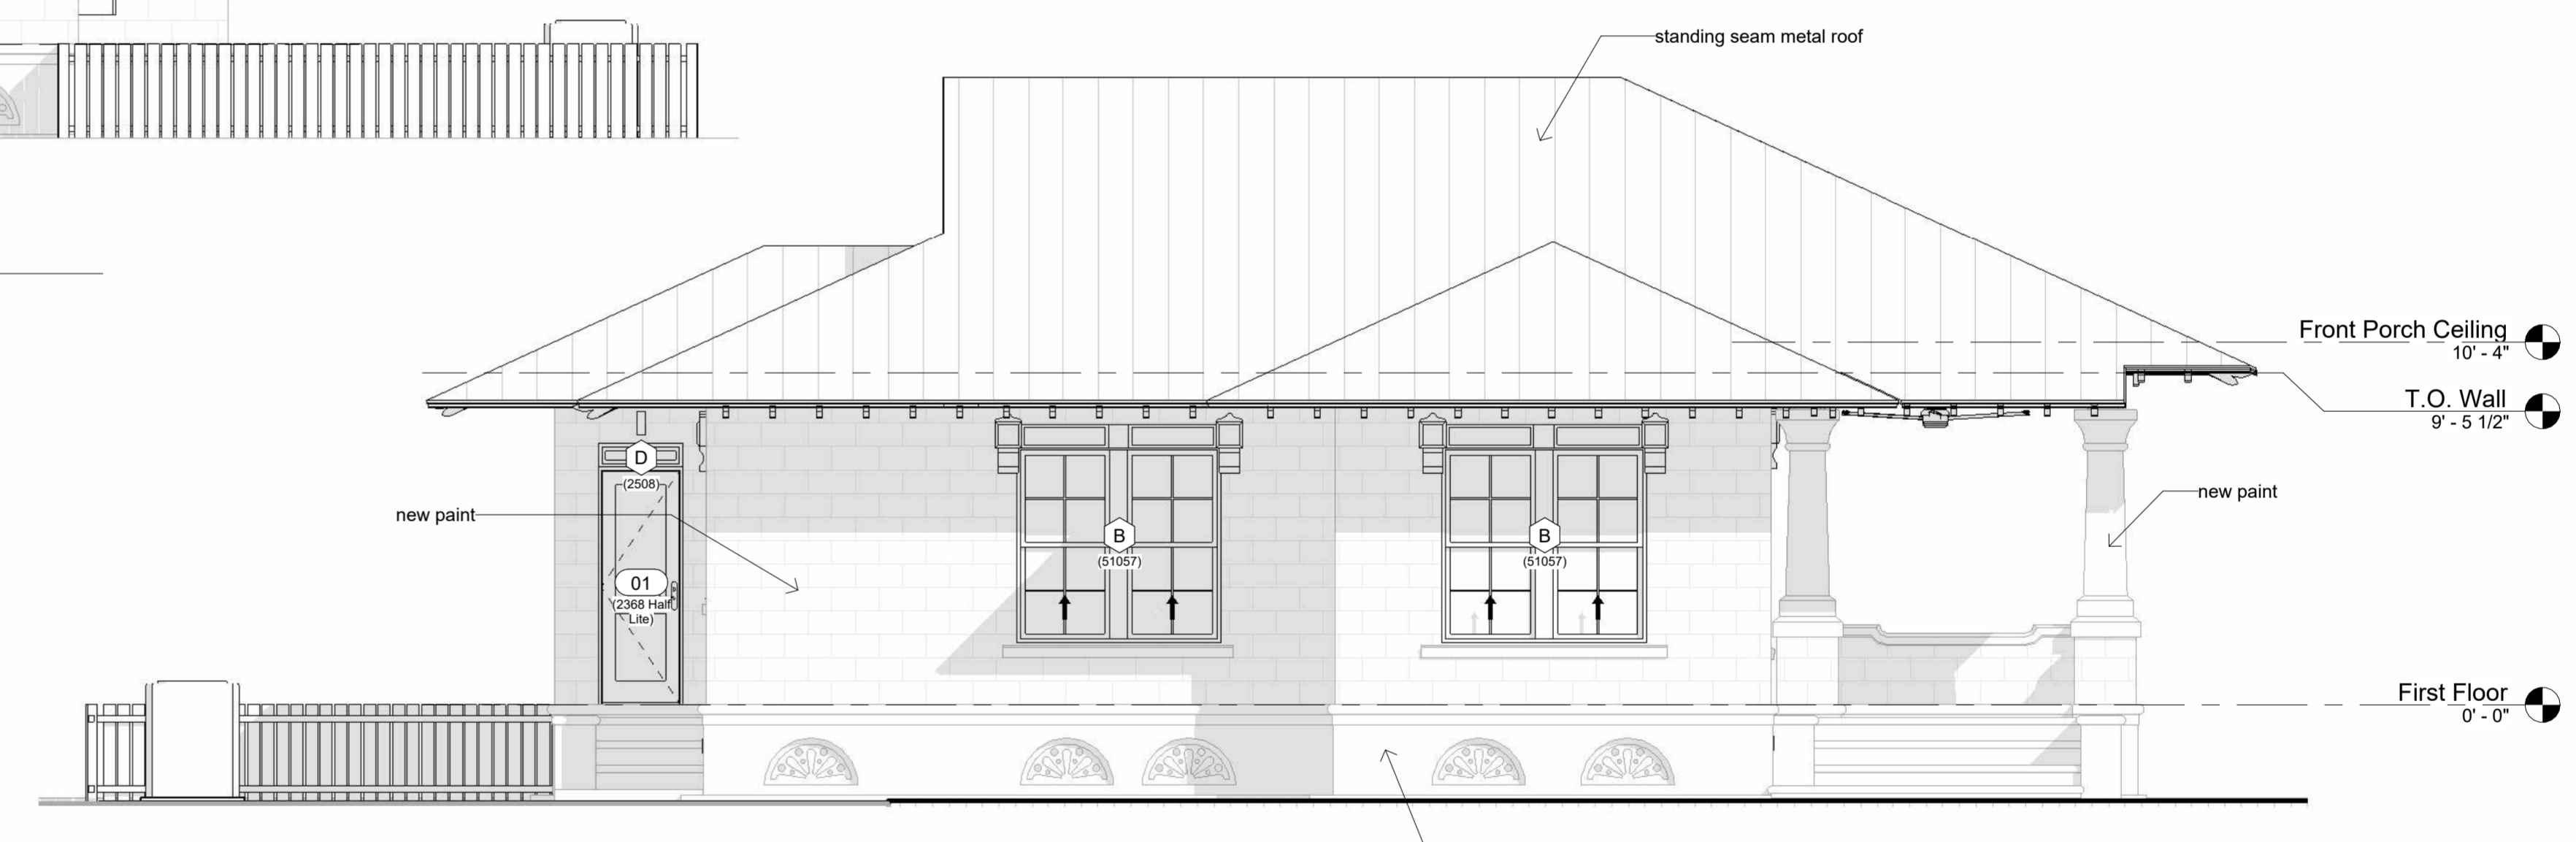 standing seam metal roof
Front Porch Ceiling
10' - 4"
T.O. Wall
9' - 5 1/2"
D
(2508)
new paint
new paint
B
(51057)
B
(51057)
01
(2368 Half
Lite)
First Floor
0' - 0"